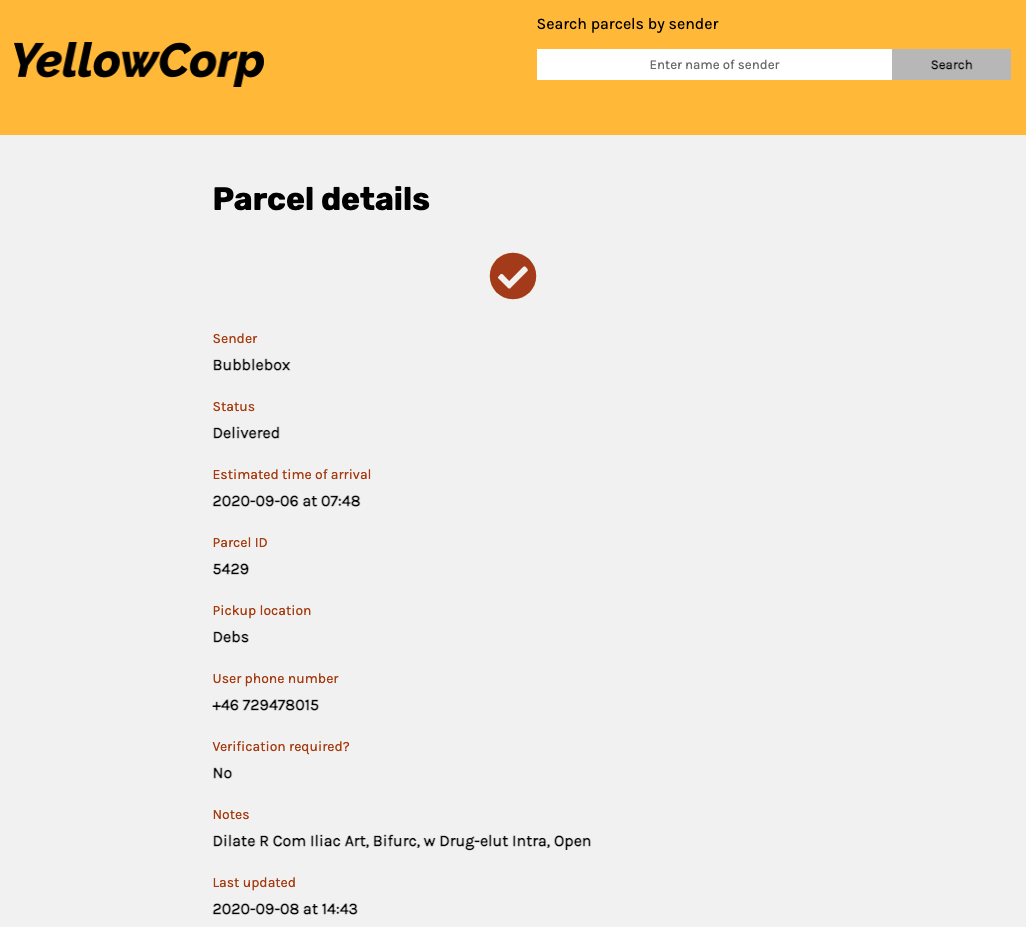 YellowCorp
Search parcels by sender
Enter name of sender
Search
Parcel details
Sender
Bubblebox
Status
Delivered
Estimated time of arrival
2020-09-06 at 07:48
Parcel ID
5429
Pickup location
Debs
User phone number
+46 729478015
Verification required?
No
Notes
Dilate R Com Iliac Art, Bifurc, w Drug-elut Intra, Open
Last updated
2020-09-08 at 14:43